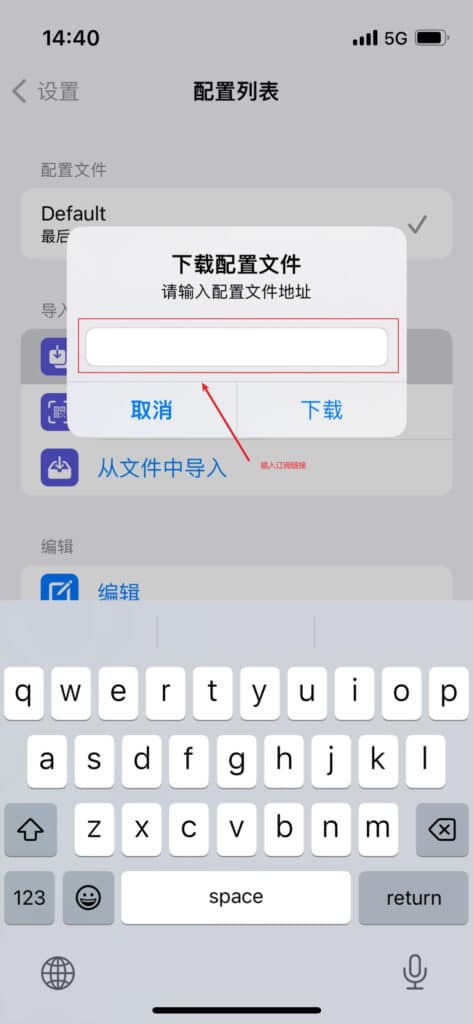 14:40
5G
设置
配置列表
配置文件
Default
最后
下载配置文件
请输入配置文件地址
导入
取消
下载
输入订阅链接
从文件中导入
编辑
编辑
q w e r t y u i o p
a s d f g h j k l
z x c v b n m
123
space
return